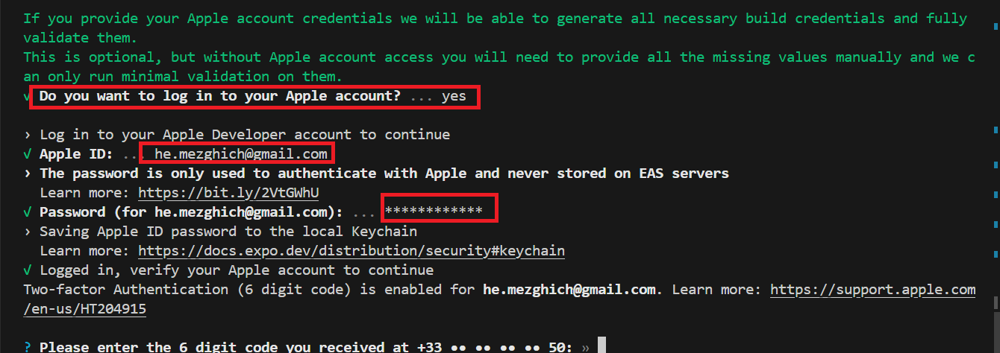 If you provide your Apple account credentials we will be able to generate all necessary build credentials and fully
validate them.
This is optional, but without Apple account access you will need to provide all the missing values manually and we c
an only run minimal validation on them.
√ Do you want to log in to your Apple account? ... yes
› Log in to your Apple Developer account to continue
√ Apple ID: ... he.mezghich@gmail.com
› The password is only used to authenticate with Apple and never stored on EAS servers
Learn more: https://bit.ly/2VtGWhU
√ Password (for he.mezghich@gmail.com): ... ************
› Saving Apple ID password to the local Keychain
Learn more: https://docs.expo.dev/distribution/security#keychain
√ Logged in, verify your Apple account to continue
Two-factor Authentication (6 digit code) is enabled for he.mezghich@gmail.com. Learn more: https://support.apple.com
/en-us/HT204915
? Please enter the 6 digit code you received at +33 •• •• •• •• 50: »